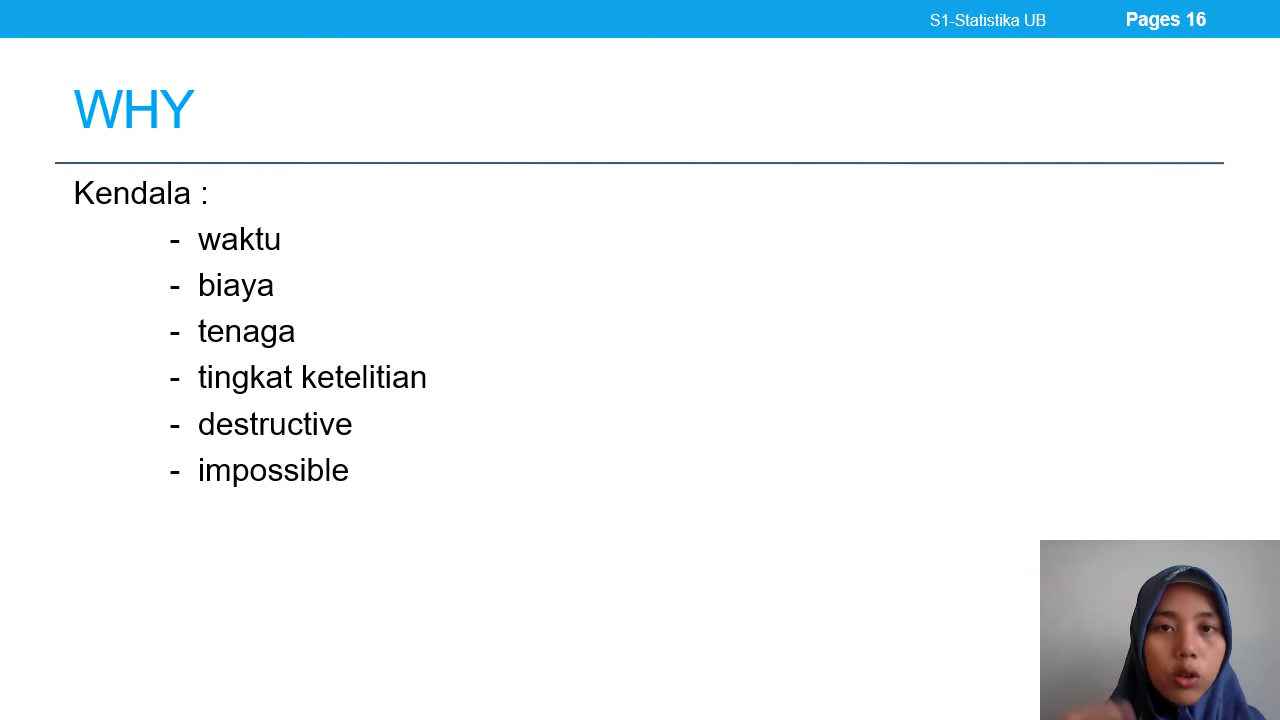 S1-Statistika UB Pages 16
WHY
Kendala :
- waktu
- biaya
- tenaga
- tingkat ketelitian
- destructive
- impossible